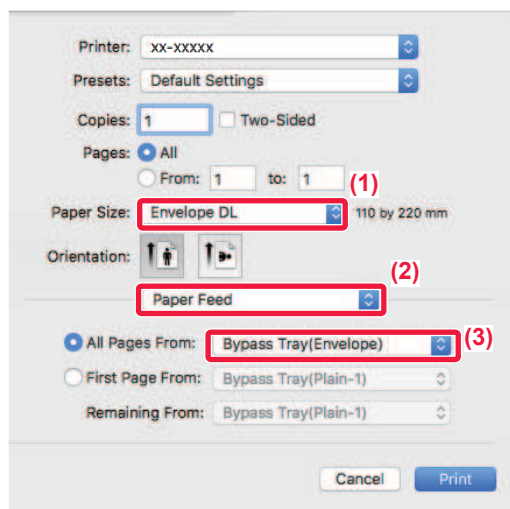 Printer: xx-xxxxx
Presets: Default Settings
Copies: 1 Two-Sided
Pages: All
From: 1 to: 1 (1)
Paper Size: Envelope DL 110 by 220 mm
Orientation:
(2)
Paper Feed
All Pages From: Bypass Tray(Envelope) (3)
First Page From: Bypass Tray(Plain-1)
Remaining From: Bypass Tray(Plain-1)
Cancel Print